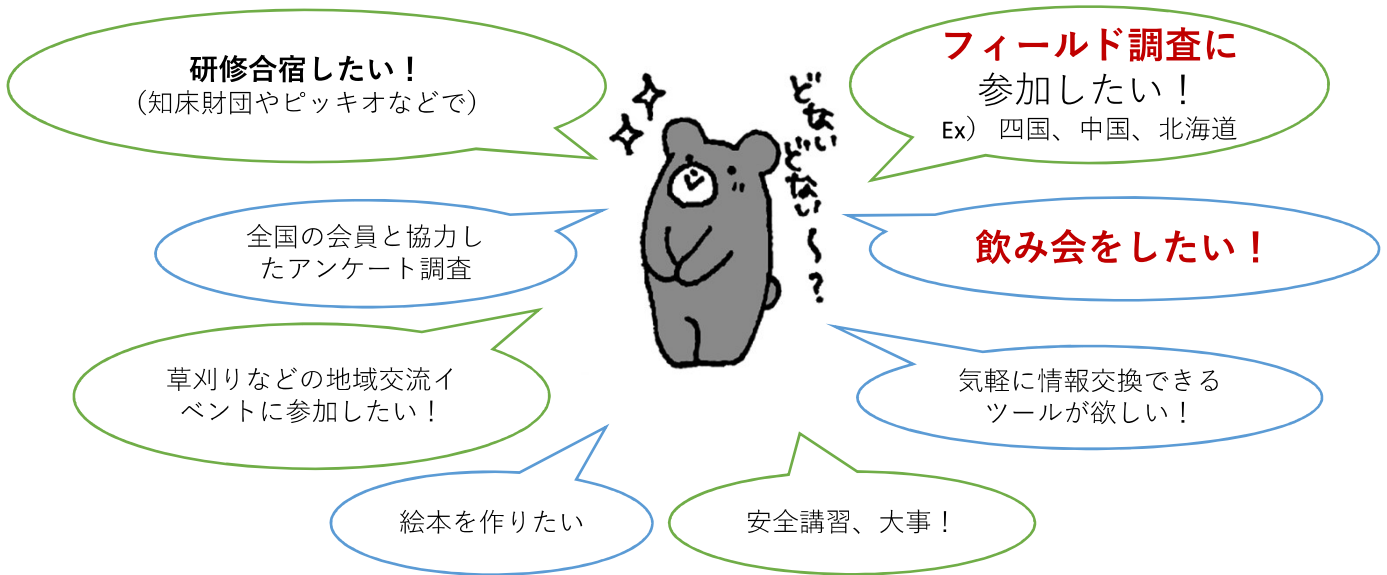 研修合宿したい！
（知床財団やピッキオなどで）
フィールド調査に
参加したい！
Ex） 四国、中国、北海道
どない
どない～？
全国の会員と協力し
たアンケート調査
飲み会をしたい！
草刈りなどの地域交流イ
ベントに参加したい！
気軽に情報交換できる
ツールが欲しい！
絵本を作りたい
安全講習、大事！